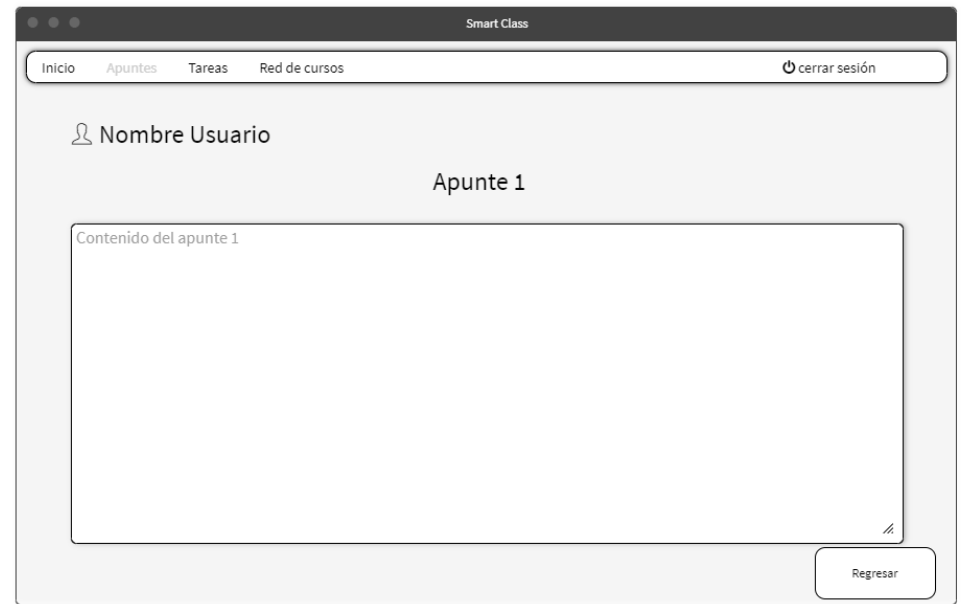 Smart Class
Inicio Apuntes Tareas Red de cursos cerrar sesión
Nombre Usuario
Apunte 1
Contenido del apunte 1
Regresar